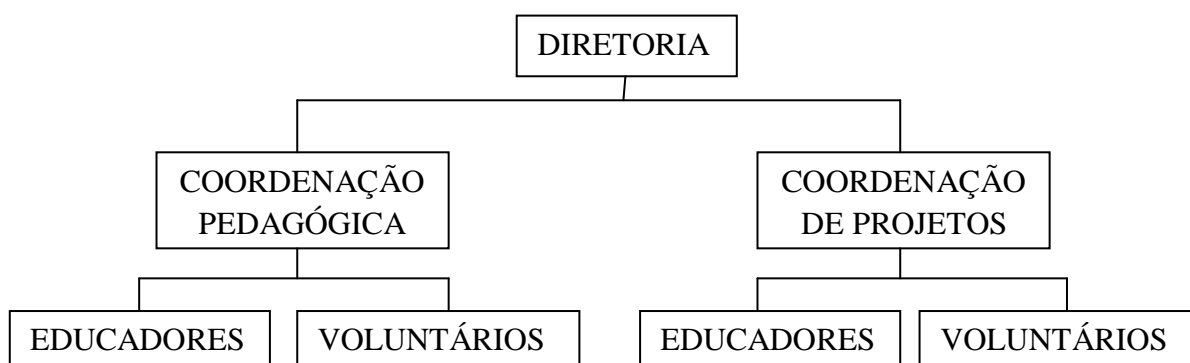 DIRETORIA
COORDENAÇÃO
PEDAGÓGICA
COORDENAÇÃO
DE PROJETOS
EDUCADORES
VOLUNTÁRIOS
EDUCADORES
VOLUNTÁRIOS